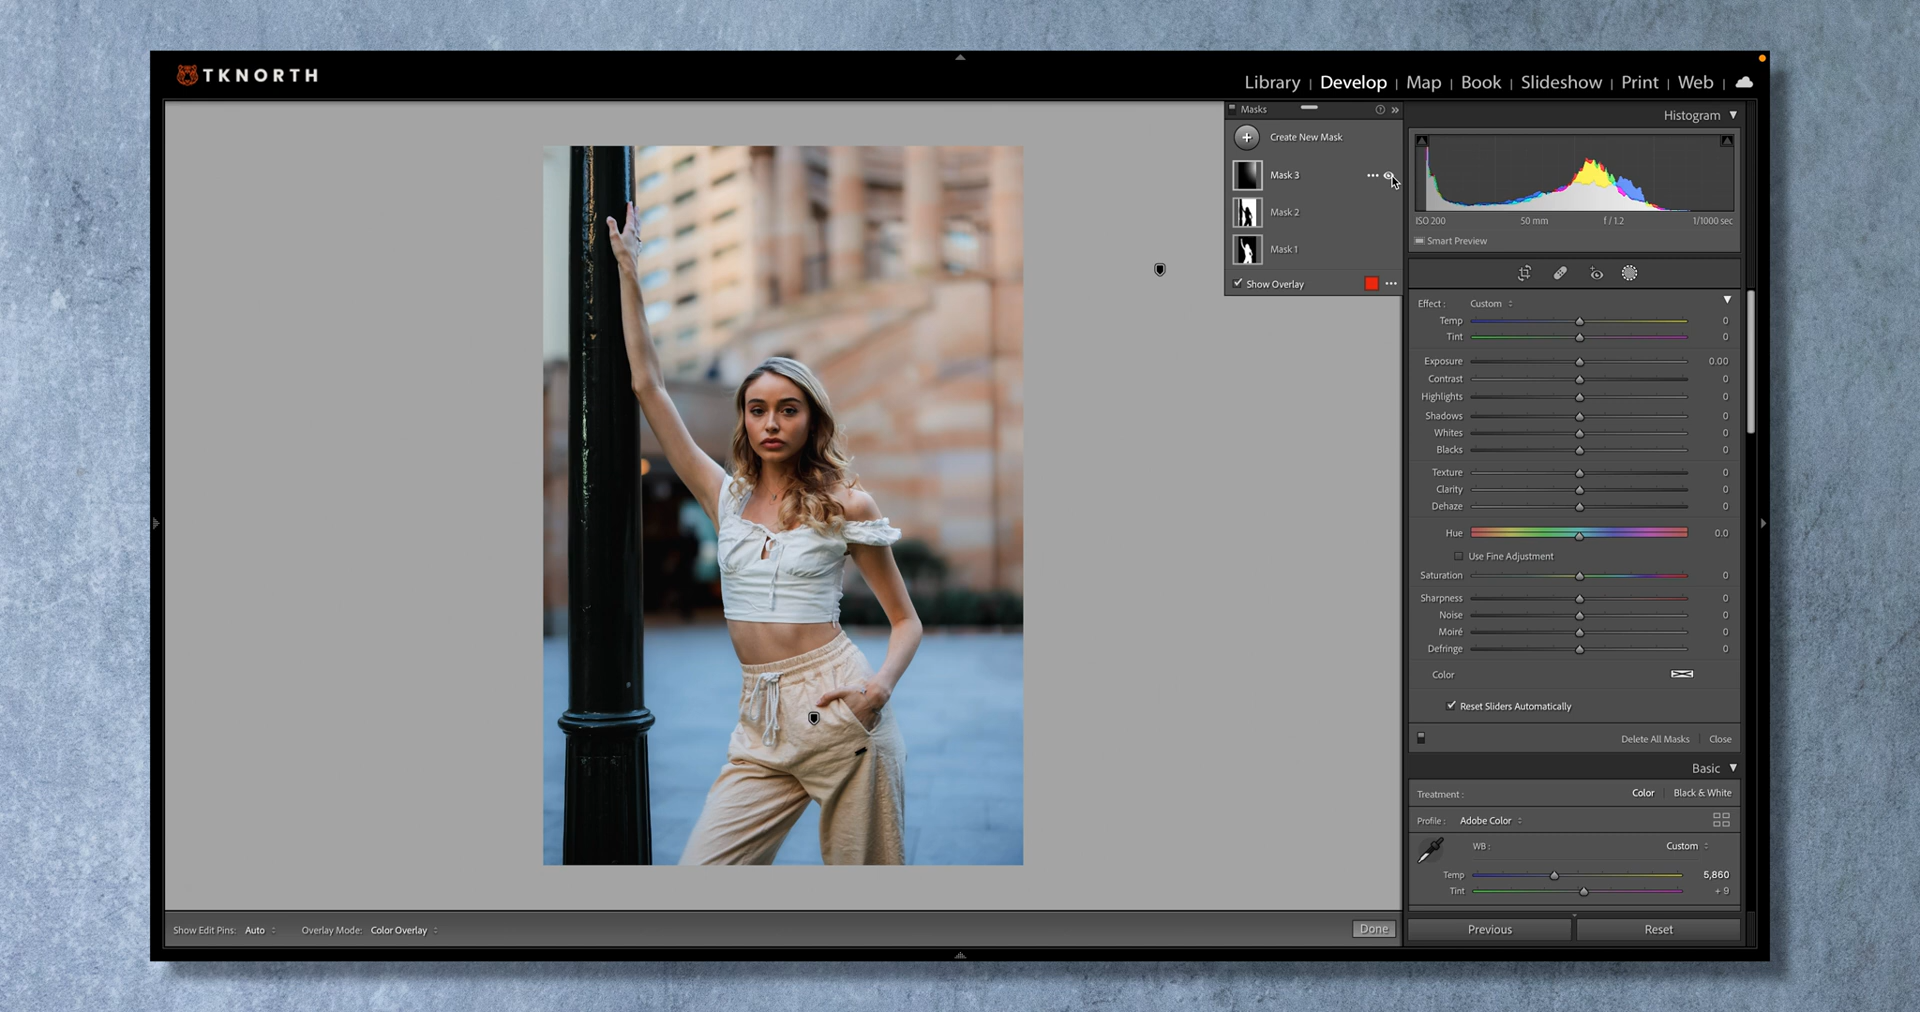 TKNORTH
Library | Develop | Map | Book | Slideshow | Print | Web |
Masks
Create New Mask
Mask 3
Mask 2
Mask 1
Show Overlay
Histogram
ISO 200 50 mm f / 1.2 1/1000 sec
Smart Preview
Effect : Custom
Temp 0
Tint 0
Exposure 0.00
Contrast 0
Highlights 0
Shadows 0
Whites 0
Blacks 0
Texture 0
Clarity 0
Dehaze 0
Hue 0.0
Use Fine Adjustment
Saturation 0
Sharpness 0
Noise 0
Moiré 0
Defringe 0
Color
Reset Sliders Automatically
Delete All Masks Close
Basic
Treatment : Color Black & White
Profile : Adobe Color
WB : Custom
Temp 5,860
Tint + 9
Show Edit Pins: Auto Overlay Mode: Color Overlay
Done
Previous Reset